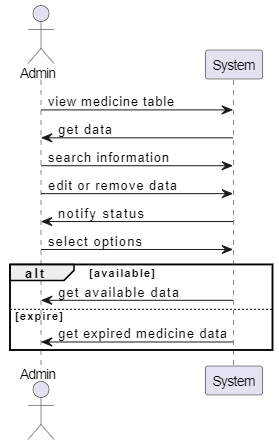 Admin
System
view medicine table
get data
search information
edit or remove data
notify status
select options
alt [available]
get available data
[expire]
get expired medicine data
Admin
System